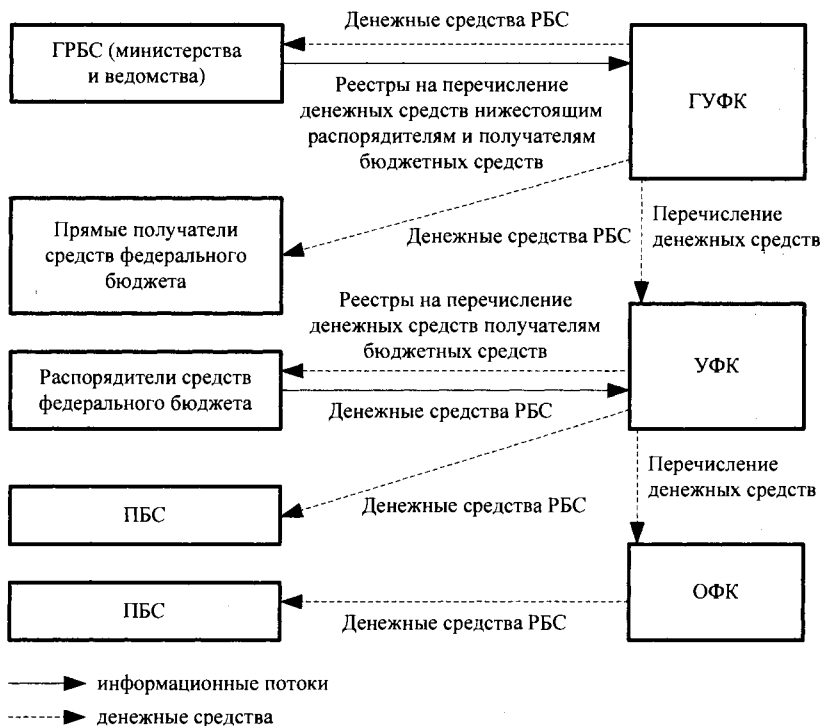 Денежные средства РБС
ГРБС (министерства
и ведомства)
Реестры на перечисление
денежных средств нижестоящим
распорядителям и получателям
бюджетных средств
ГУФК
Прямые получатели
средств федерального
бюджета
Денежные средства РБС
Перечисление
денежных средств
Реестры на перечисление
денежных средств получателям
бюджетных средств
Распорядители средств
федерального бюджета
УФК
Денежные средства РБС
Перечисление
денежных средств
ПБС
Денежные средства РБС
ПБС
ОФК
Денежные средства РБС
информационные потоки
денежные средства